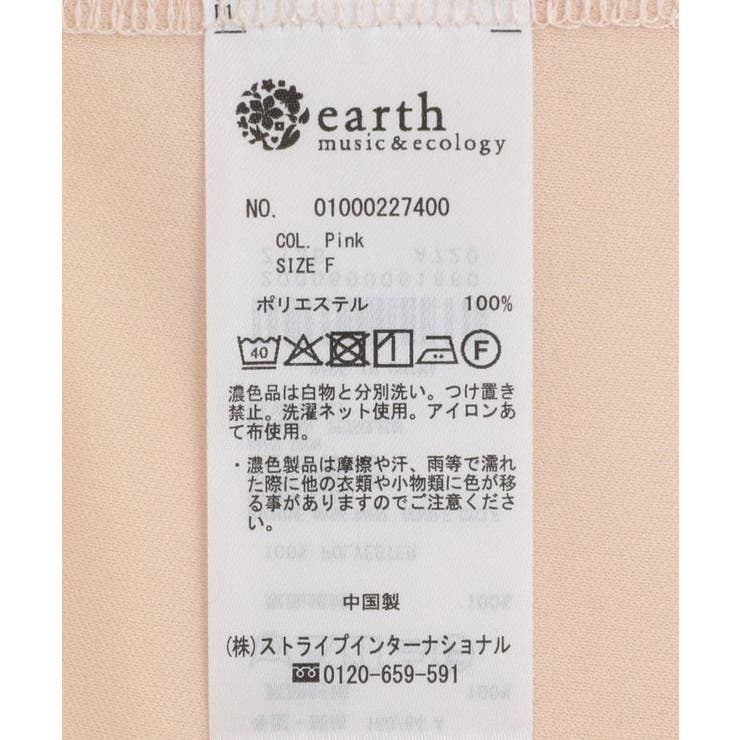 earth
music&ecology
NO. 01000227400
COL. Pink
SIZE F
ポリエステル 100%
40
F
濃色品は白物と分別洗い。つけ置き
禁止。洗濯ネット使用。アイロンあ
て布使用。
・濃色製品は摩擦や汗、雨等で濡れ
た際に他の衣類や小物類に色が移
る事がありますのでご注意くださ
い。
中国製
(株)ストライプインターナショナル
0120-659-591